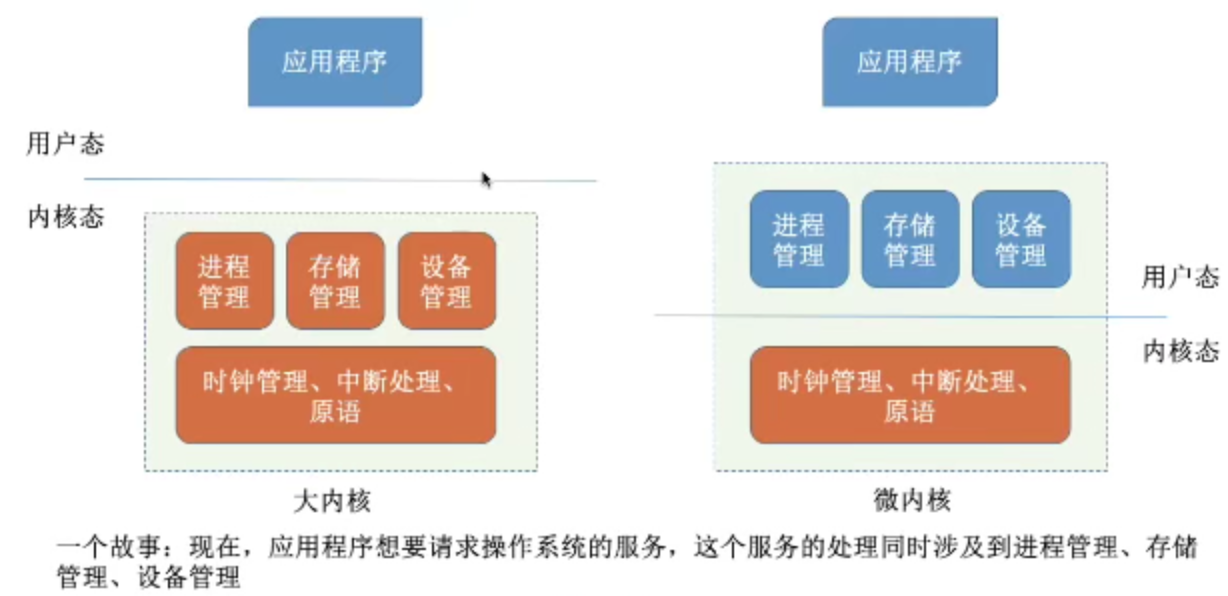 应用程序
用户态
内核态
进程
管理
存储
管理
设备
管理
时钟管理、中断处理、
原语
大内核
应用程序
进程
管理
存储
管理
设备
管理
用户态
内核态
时钟管理、中断处理、
原语
微内核
一个故事：现在，应用程序想要请求操作系统的服务，这个服务的处理同时涉及到进程管理、存储
管理、设备管理